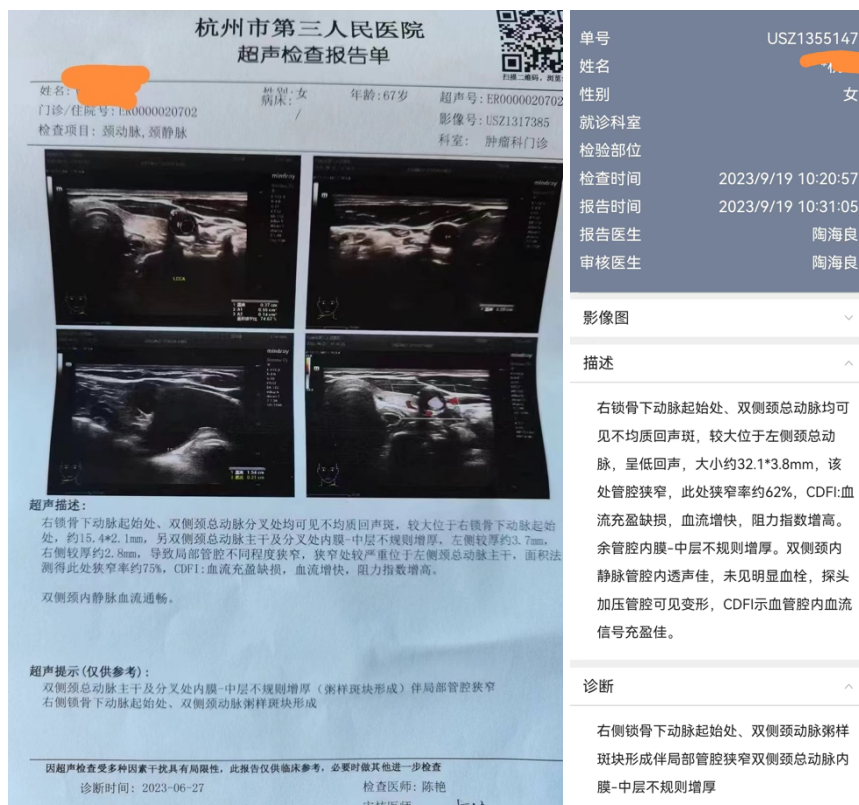 杭州市第三人民医院
超声检查报告单
扫描二维码，浏览
姓名:
性别: 女
年龄: 67岁
超声号: ER0000020702
病床: /
门诊/住院号: ER0000020702
影像号: USZ1317385
检查项目: 颈动脉,颈静脉
科室: 肿瘤科门诊
mindray
mindray
mindray
mindray
超声描述:
右锁骨下动脉起始处、双侧颈总动脉分叉处均可见不均质回声斑，较大位于右锁骨下动脉起始
处，约15.4*2.1mm，另双侧颈总动脉主干及分叉处内膜-中层不规则增厚，左侧较厚约3.7mm，
右侧较厚约2.8mm，导致局部管腔不同程度狭窄，狭窄处较严重位于左侧颈总动脉主干，面积法
测得此处狭窄率约75%，CDFI:血流充盈缺损，血流增快，阻力指数增高。
双侧颈内静脉血流通畅。
超声提示(仅供参考):
双侧颈总动脉主干及分叉处内膜-中层不规则增厚（粥样斑块形成）伴局部管腔狭窄
右侧锁骨下动脉起始处、双侧颈动脉粥样斑块形成
因超声检查受多种因素干扰具有局限性，此报告仅供临床参考，必要时做其他进一步检查
诊断时间: 2023-06-27
检查医师: 陈艳
单号 USZ1355147
姓名
性别 女
就诊科室
检验部位
检查时间 2023/9/19 10:20:57
报告时间 2023/9/19 10:31:05
报告医生 陶海良
审核医生 陶海良
影像图
描述
右锁骨下动脉起始处、双侧颈总动脉均可
见不均质回声斑，较大位于左侧颈总动
脉，呈低回声，大小约32.1*3.8mm，该
处管腔狭窄，此处狭窄率约62%，CDFI:血
流充盈缺损，血流增快，阻力指数增高。
余管腔内膜-中层不规则增厚。双侧颈内
静脉管腔内透声佳，未见明显血栓，探头
加压管腔可见变形，CDFI示血管腔内血流
信号充盈佳。
诊断
右侧锁骨下动脉起始处、双侧颈动脉粥样
斑块形成伴局部管腔狭窄双侧颈总动脉内
膜-中层不规则增厚